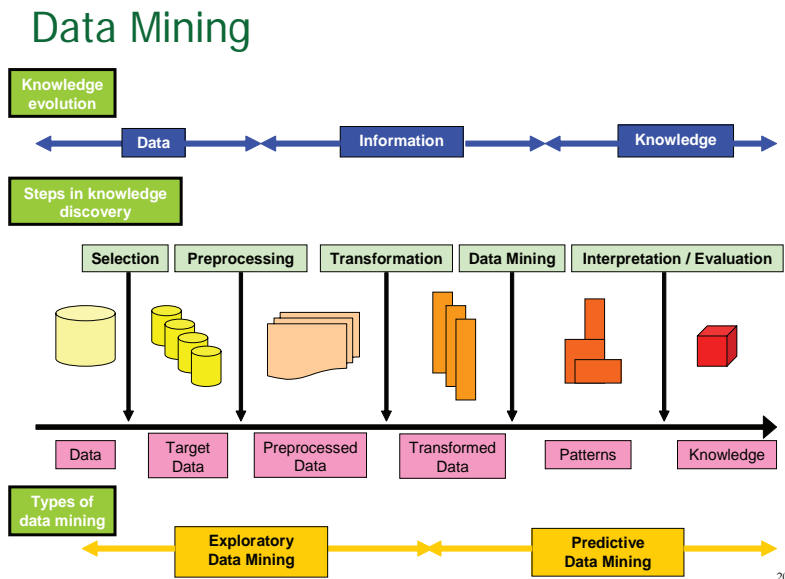 Data Mining
Knowledge
evolution
Data
Information
Knowledge
Steps in knowledge
discovery
Selection
Preprocessing
Transformation
Data Mining
Interpretation / Evaluation
Data
Target
Data
Preprocessed
Data
Transformed
Data
Patterns
Knowledge
Types of
data mining
Exploratory
Data Mining
Predictive
Data Mining